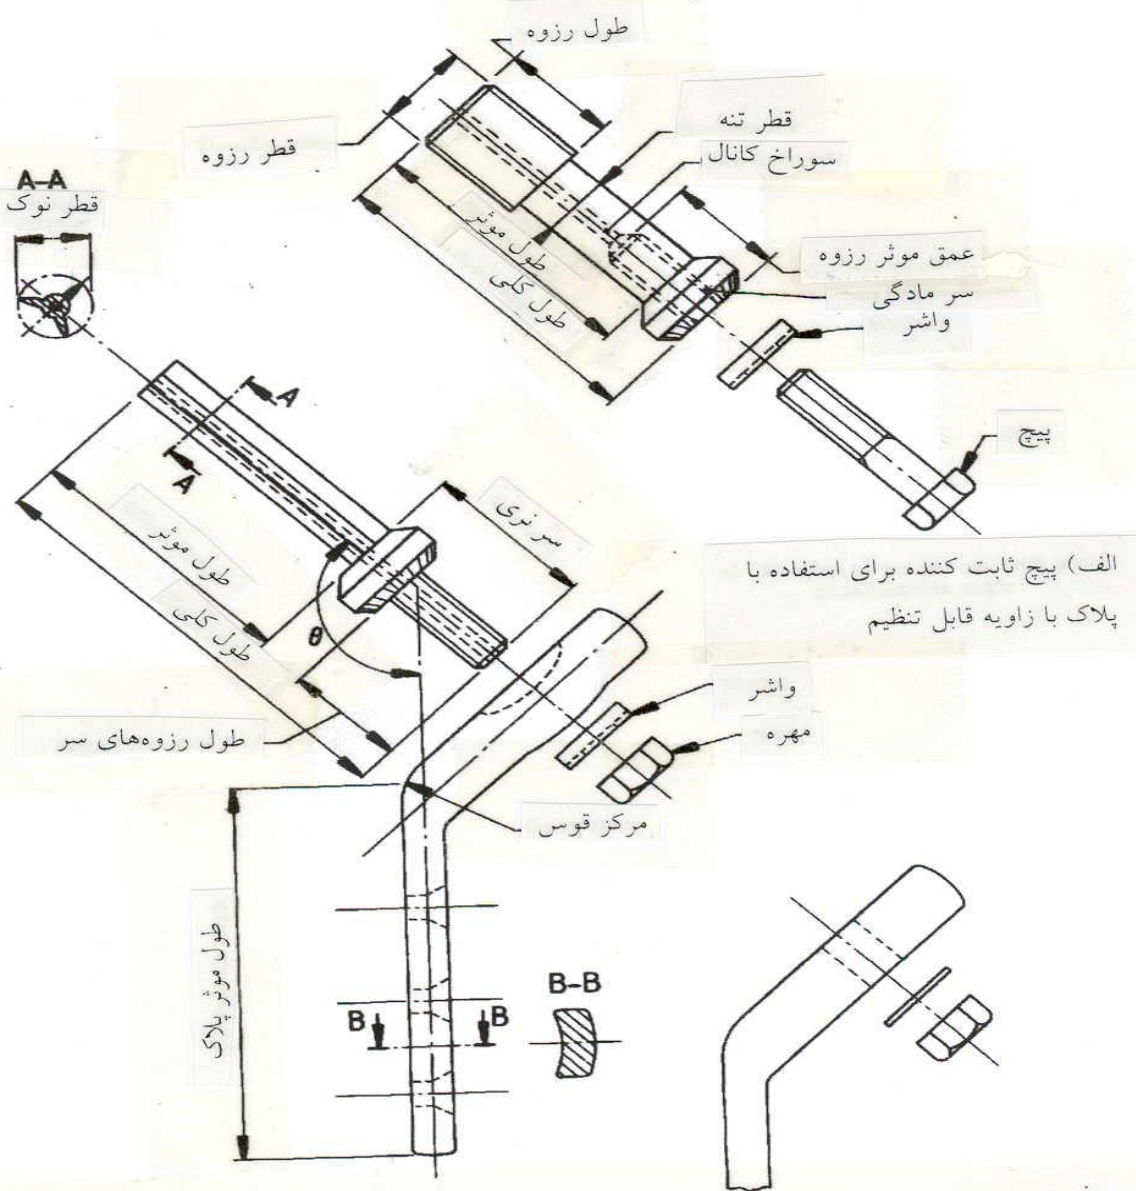 طول رزوه
قطر تنه
سوراخ کانال
قطر رزوه
A-A
قطر نوک
طول موثر
طول کلی
عمق موثر رزوه
سر مادگی
واشر
پیچ
A
A
سر نری
طول موثر
طول کلی
θ
الف) پیچ ثابت کننده برای استفاده با
پلاک با زاویه قابل تنظیم
واشر
مهره
طول رزوه‌های سر
مرکز قوس
طول موثر پلاک
B-B
B
B